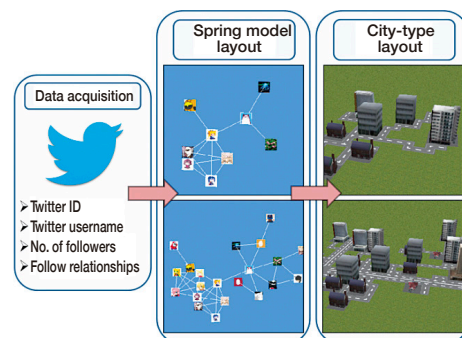 Data acquisition
➢Twitter ID
➢Twitter username
➢No. of followers
➢Follow relationships
Spring model
layout
City-type
layout